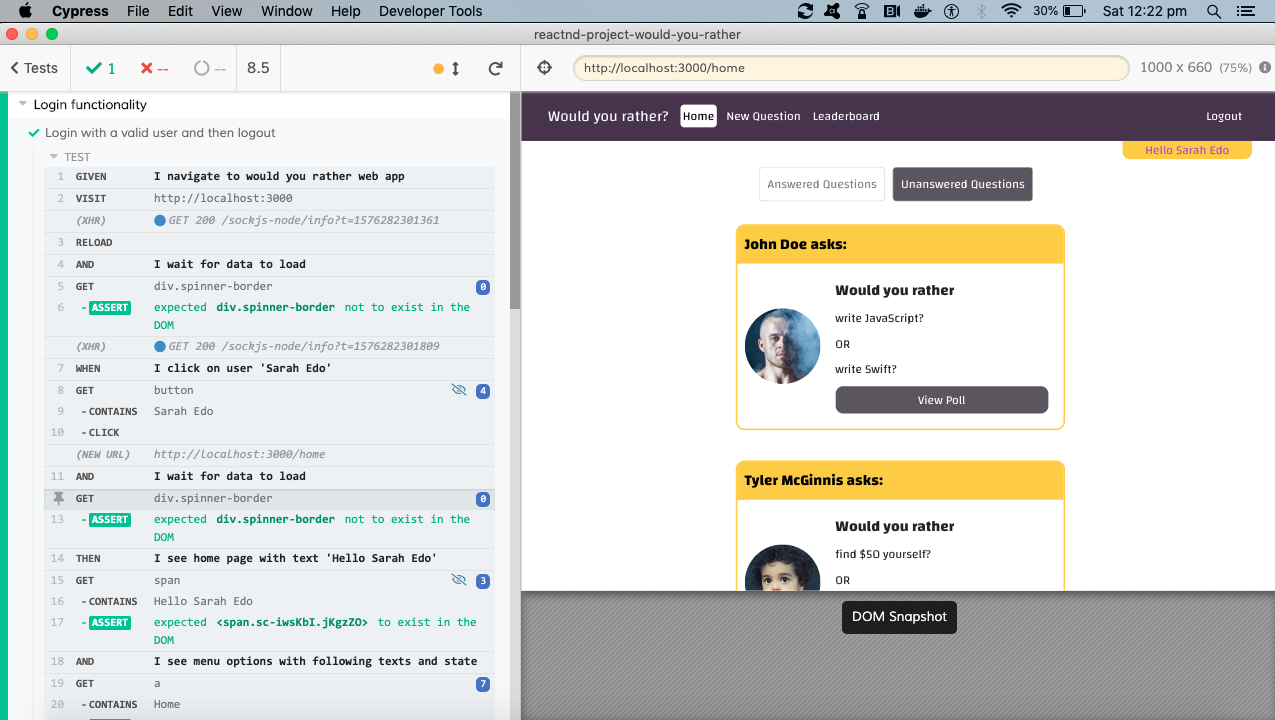 Cypress File Edit View Window Help Developer Tools 30% Sat 12:22 pm
reactnd-project-would-you-rather
Tests 1 -- -- 8.5 http://localhost:3000/home 1000 x 660 (75%)
Login functionality
Login with a valid user and then logout
TEST
1 GIVEN I navigate to would you rather web app
2 VISIT http://localhost:3000
(XHR) GET 200 /sockjs-node/info?t=1576282301361
3 RELOAD
4 AND I wait for data to load
5 GET div.spinner-border 0
6 -ASSERT expected div.spinner-border not to exist in the
DOM
(XHR) GET 200 /sockjs-node/info?t=1576282301809
7 WHEN I click on user 'Sarah Edo'
8 GET button 4
9 -CONTAINS Sarah Edo
10 -CLICK
(NEW URL) http://localhost:3000/home
11 AND I wait for data to load
GET div.spinner-border 0
13 -ASSERT expected div.spinner-border not to exist in the
DOM
14 THEN I see home page with text 'Hello Sarah Edo'
15 GET span 3
16 -CONTAINS Hello Sarah Edo
17 -ASSERT expected <span.sc-iwsKbI.jKgzZO> to exist in the
DOM
18 AND I see menu options with following texts and state
19 GET a 7
20 -CONTAINS Home
Would you rather? Home New Question Leaderboard Logout
Hello Sarah Edo
Answered Questions Unanswered Questions
John Doe asks:
Would you rather
write JavaScript?
OR
write Swift?
View Poll
Tyler McGinnis asks:
Would you rather
find $50 yourself?
OR
DOM Snapshot